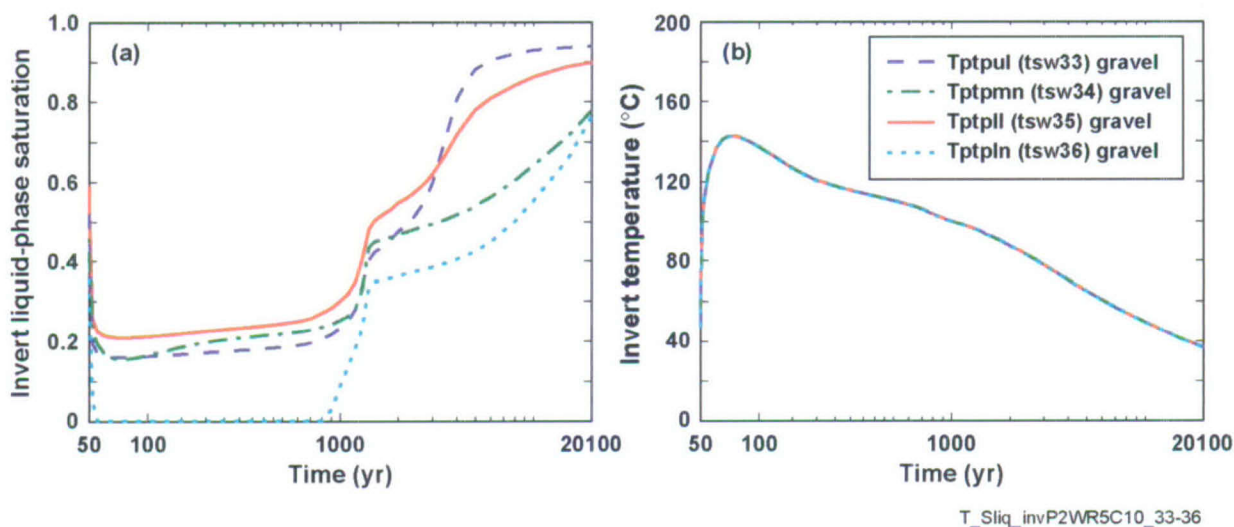 1.0
0.8
0.6
0.4
0.2
0
(a)
Invert liquid-phase saturation
50 100 1000 20100
Time (yr)
200
160
120
80
40
0
(b)
Invert temperature (°C)
Tptpul (tsw33) gravel
Tptpmn (tsw34) gravel
Tptpll (tsw35) gravel
Tptpln (tsw36) gravel
50 100 1000 20100
Time (yr)
T_Sliq_invP2WR5C10_33-36